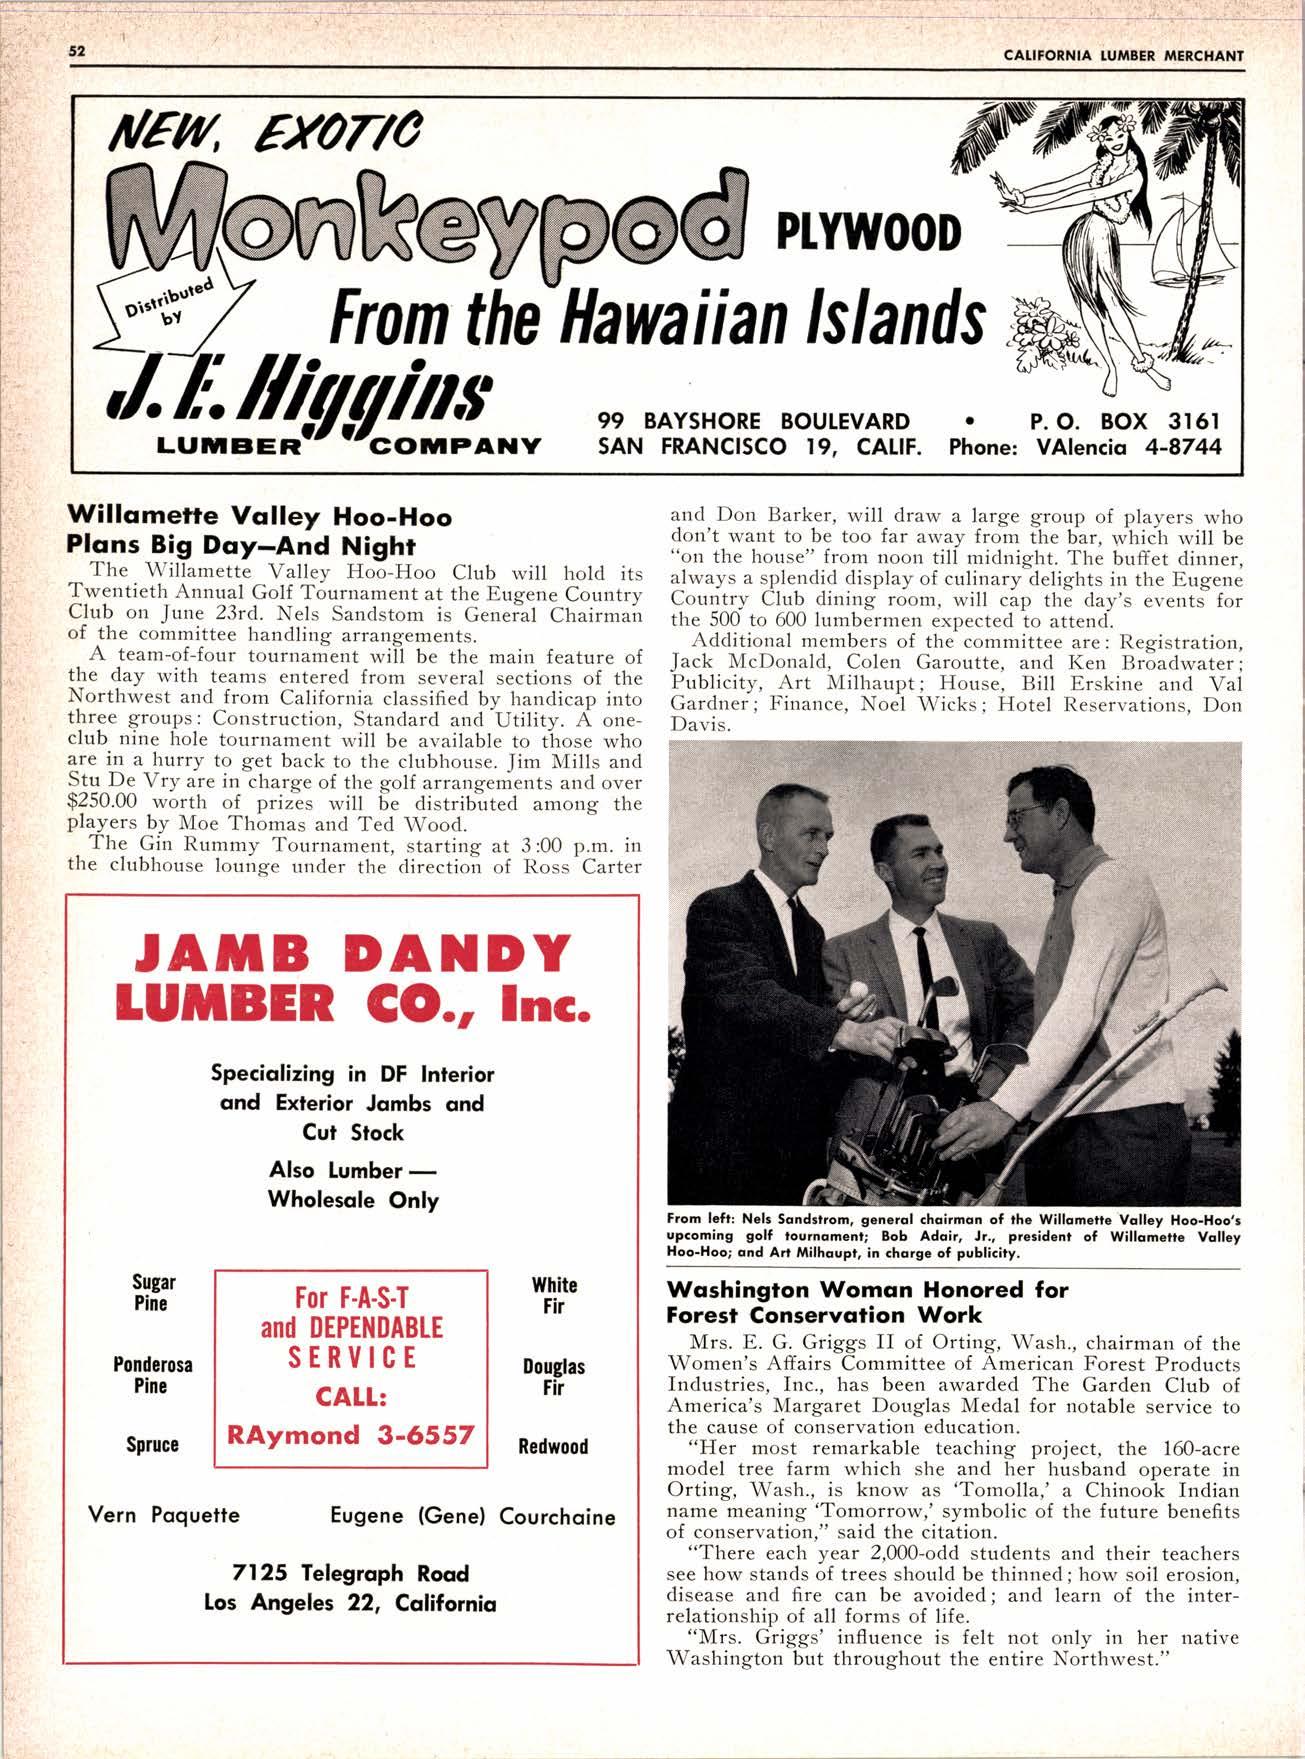 52
CALIFORNIA LUMBER MERCHANT
NEW, EXOTIC
Monkeypod PLYWOOD
Distributed
by
From the Hawaiian Islands
J. E. Higgins
LUMBER COMPANY
99 BAYSHORE BOULEVARD • P. O. BOX 3161
SAN FRANCISCO 19, CALIF. Phone: VAlencia 4-8744
Willamette Valley Hoo-Hoo
Plans Big Day—And Night
The Willamette Valley Hoo-Hoo Club will hold its
Twentieth Annual Golf Tournament at the Eugene Country
Club on June 23rd. Nels Sandstom is General Chairman
of the committee handling arrangements.
A team-of-four tournament will be the main feature of
the day with teams entered from several sections of the
Northwest and from California classified by handicap into
three groups: Construction, Standard and Utility. A one-
club nine hole tournament will be available to those who
are in a hurry to get back to the clubhouse. Jim Mills and
Stu De Vry are in charge of the golf arrangements and over
$250.00 worth of prizes will be distributed among the
players by Moe Thomas and Ted Wood.
The Gin Rummy Tournament, starting at 3:00 p.m. in
the clubhouse lounge under the direction of Ross Carter
and Don Barker, will draw a large group of players who
don't want to be too far away from the bar, which will be
"on the house" from noon till midnight. The buffet dinner,
always a splendid display of culinary delights in the Eugene
Country Club dining room, will cap the day's events for
the 500 to 600 lumbermen expected to attend.
Additional members of the committee are: Registration,
Jack McDonald, Colen Garoutte, and Ken Broadwater;
Publicity, Art Milhaupt; House, Bill Erskine and Val
Gardner; Finance, Noel Wicks; Hotel Reservations, Don
Davis.
From left: Nels Sandstrom, general chairman of the Willamette Valley Hoo-Hoo's
upcoming golf tournament; Bob Adair, Jr., president of Willamette Valley
Hoo-Hoo; and Art Milhaupt, in charge of publicity.
Washington Woman Honored for
Forest Conservation Work
Mrs. E. G. Griggs II of Orting, Wash., chairman of the
Women's Affairs Committee of American Forest Products
Industries, Inc., has been awarded The Garden Club of
America's Margaret Douglas Medal for notable service to
the cause of conservation education.
"Her most remarkable teaching project, the 160-acre
model tree farm which she and her husband operate in
Orting, Wash., is know as 'Tomolla,' a Chinook Indian
name meaning 'Tomorrow,' symbolic of the future benefits
of conservation," said the citation.
"There each year 2,000-odd students and their teachers
see how stands of trees should be thinned; how soil erosion,
disease and fire can be avoided; and learn of the inter-
relationship of all forms of life.
"Mrs. Griggs' influence is felt not only in her native
Washington but throughout the entire Northwest."
JAMB DANDY
LUMBER CO., Inc.
Specializing in DF Interior
and Exterior Jambs and
Cut Stock
Also Lumber —
Wholesale Only
Sugar
Pine
Ponderosa
Pine
Spruce
For F-A-S-T
and DEPENDABLE
SERVICE
CALL:
RAymond 3-6557
White
Fir
Douglas
Fir
Redwood
Vern Paquette Eugene (Gene) Courchaine
7125 Telegraph Road
Los Angeles 22, California